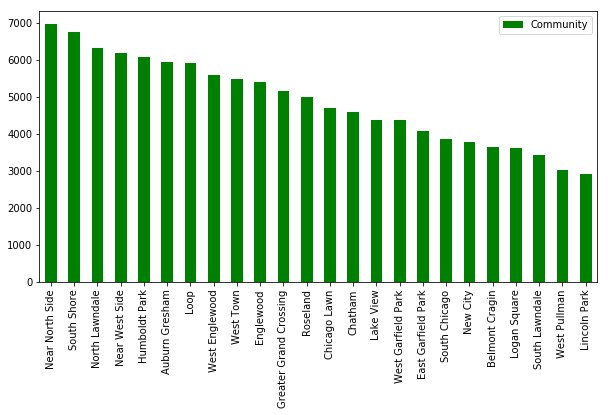 Community
7000
6000
5000
4000
3000
2000
1000
0
Near North Side
South Shore
North Lawndale
Near West Side
Humboldt Park
Auburn Gresham
Loop
West Englewood
West Town
Englewood
Greater Grand Crossing
Roseland
Chicago Lawn
Chatham
Lake View
West Garfield Park
East Garfield Park
South Chicago
New City
Belmont Cragin
Logan Square
South Lawndale
West Pullman
Lincoln Park